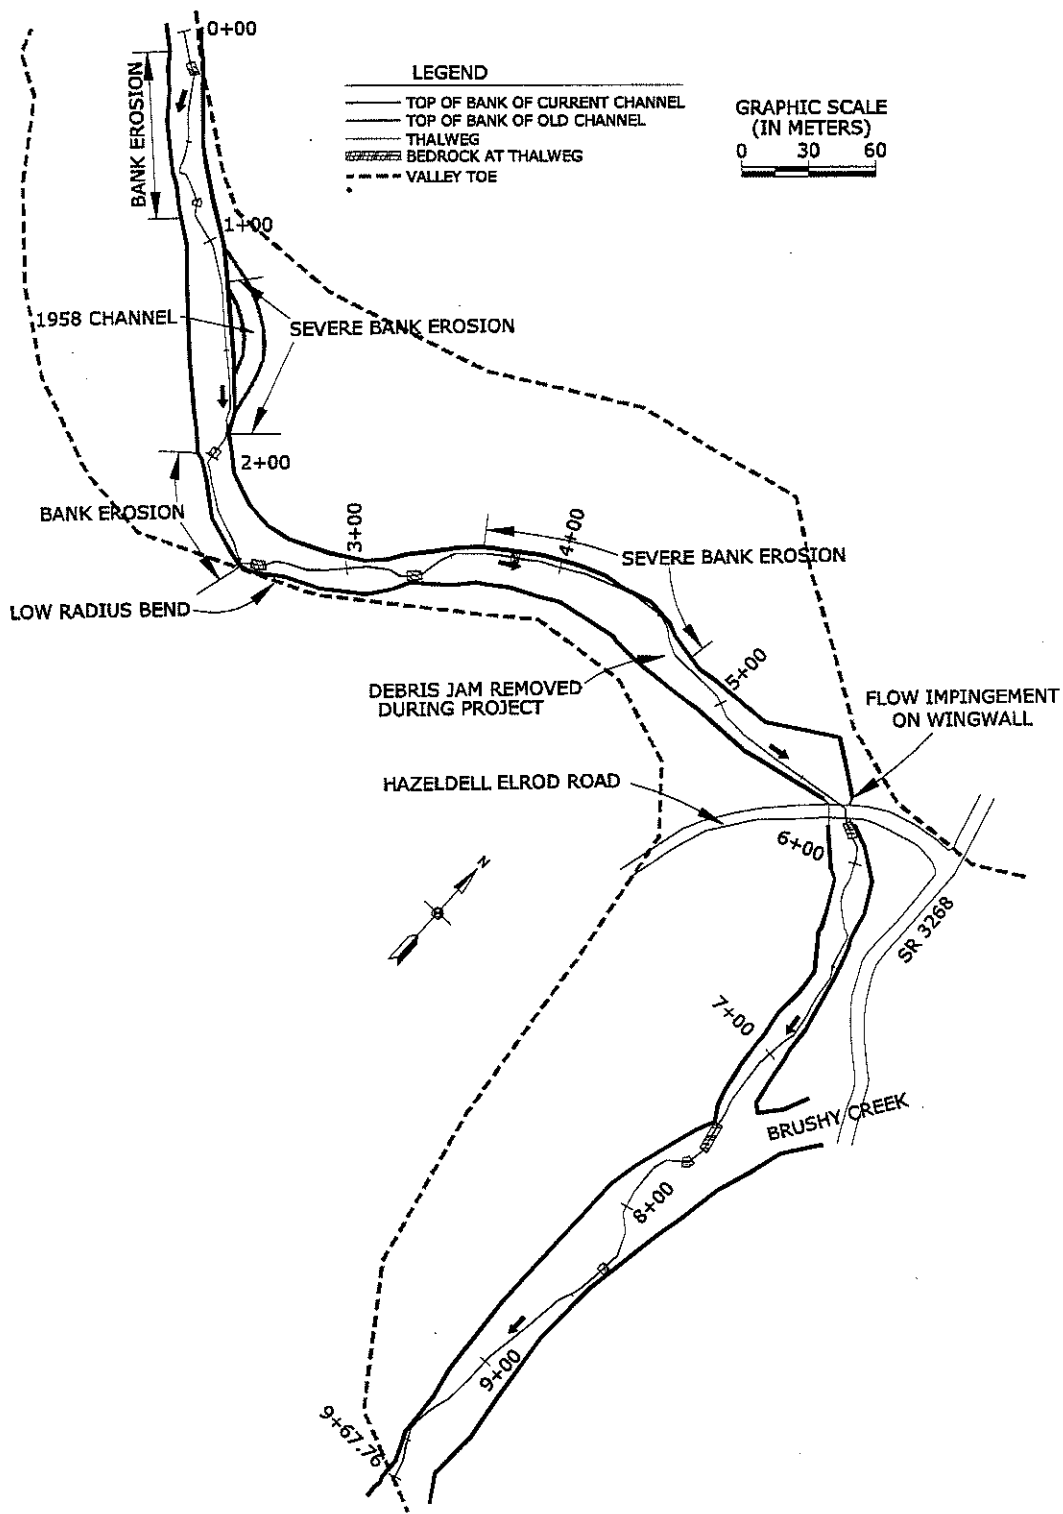 0+00
BANK EROSION
LEGEND
TOP OF BANK OF CURRENT CHANNEL
TOP OF BANK OF OLD CHANNEL
THALWEG
BEDROCK AT THALWEG
VALLEY TOE
GRAPHIC SCALE
(IN METERS)
0 30 60
1+00
1958 CHANNEL
SEVERE BANK EROSION
2+00
BANK EROSION
3+00
4+00
SEVERE BANK EROSION
LOW RADIUS BEND
5+00
DEBRIS JAM REMOVED
DURING PROJECT
FLOW IMPINGEMENT
ON WINGWALL
HAZELDELL ELROD ROAD
6+00
N
SR 3268
7+00
BRUSHY CREEK
8+00
9+00
9+67.76